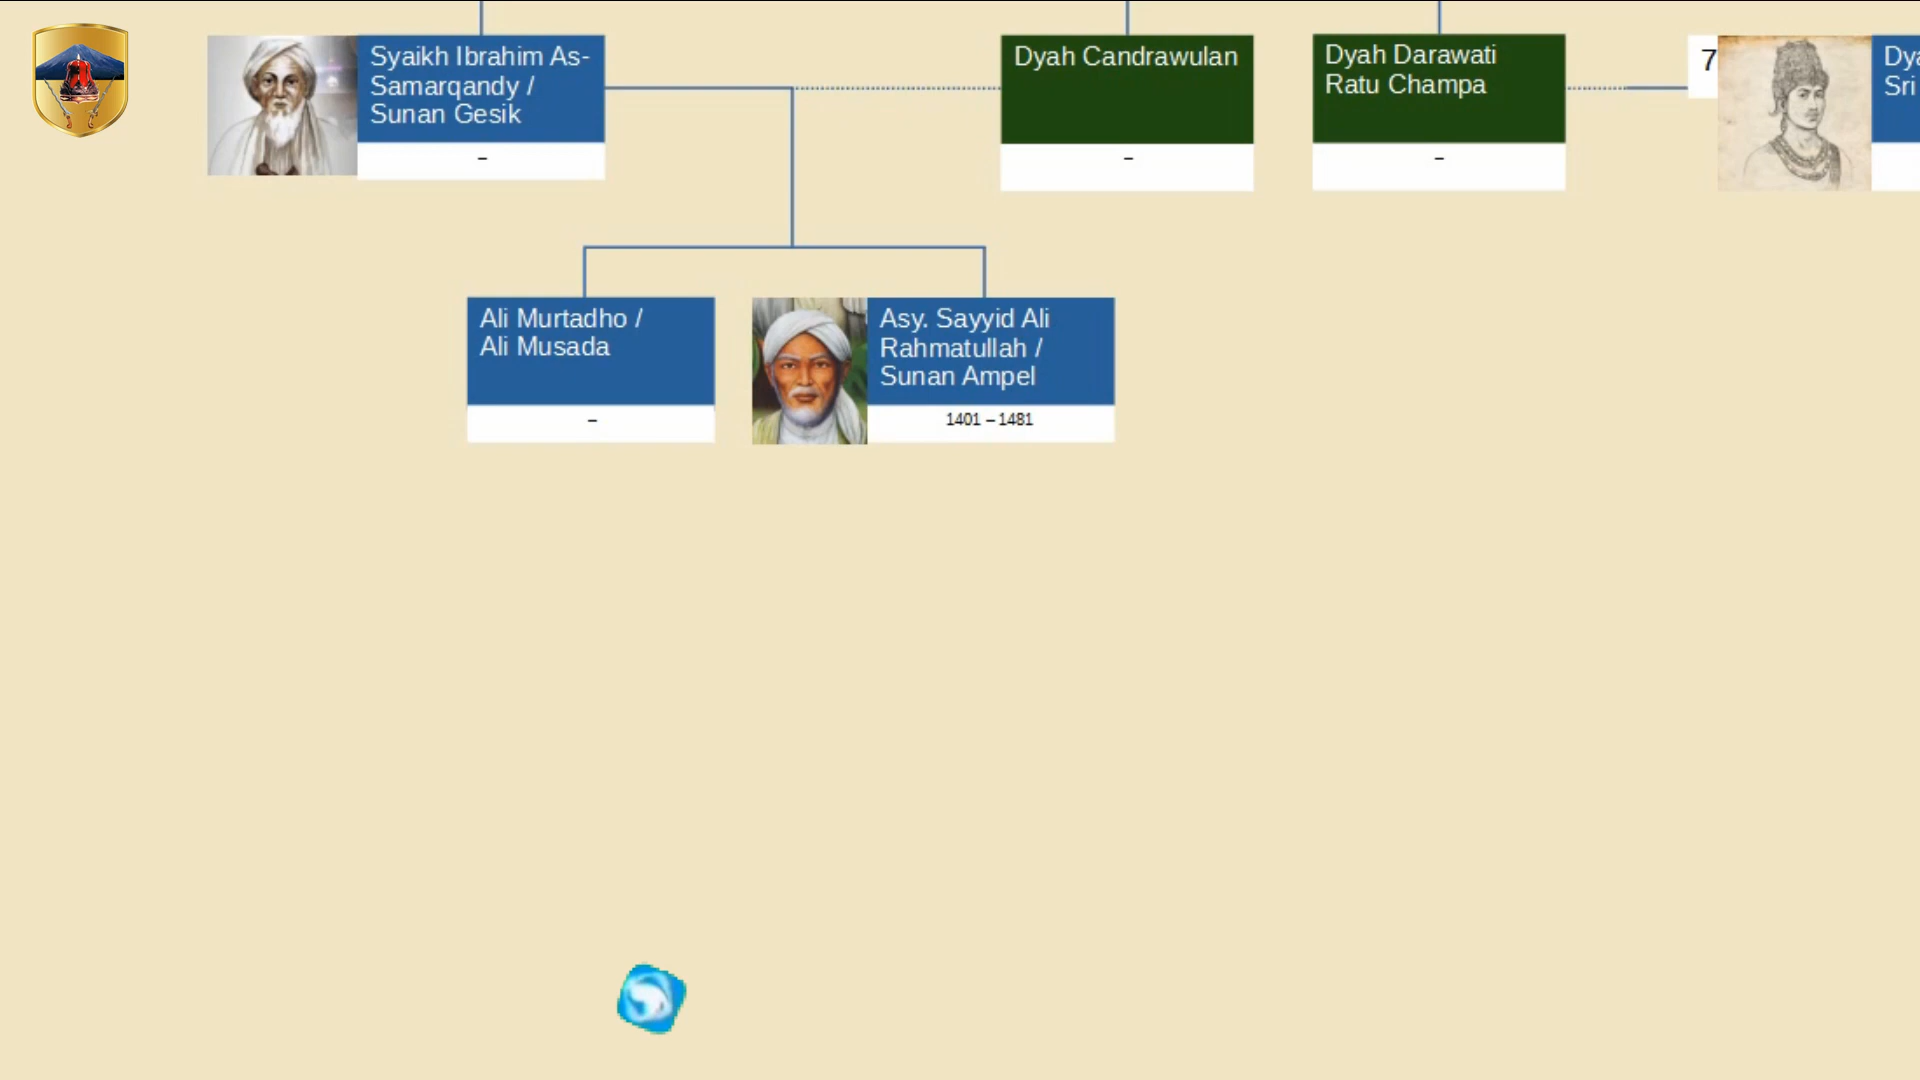 Syaikh Ibrahim As-
Samarqandy /
Sunan Gesik
–
Dyah Candrawulan
–
Dyah Darawati
Ratu Champa
–
7
Sri
Ali Murtadho /
Ali Musada
–
Asy. Sayyid Ali
Rahmatullah /
Sunan Ampel
1401 – 1481